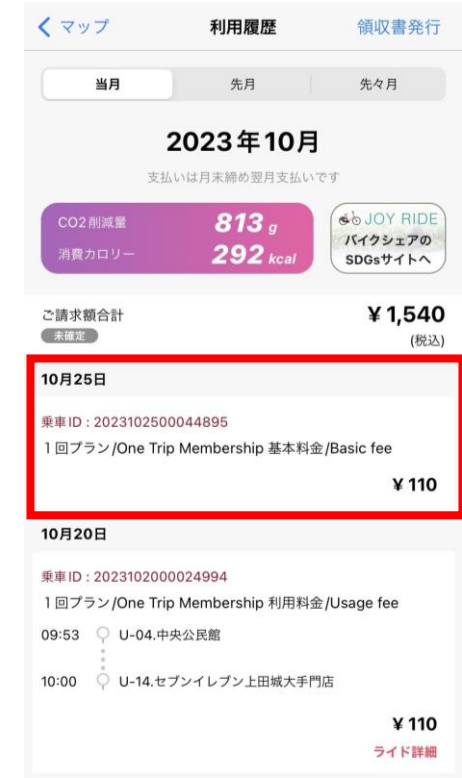 マップ 利用履歴 領収書発行
当月 先月 先々月
2023年10月
支払いは月末締め翌月支払いです
CO2削減量 813 g
消費カロリー 292 kcal
JOY RIDE
バイクシェアの
SDGsサイトへ
ご請求額合計 ¥1,540
未確定 (税込)
10月25日
乗車ID : 2023102500044895
1回プラン/One Trip Membership 基本料金/Basic fee
¥110
10月20日
乗車ID : 2023102000024994
1回プラン/One Trip Membership 利用料金/Usage fee
09:53 U-04.中央公民館
10:00 U-14.セブンイレブン上田城大手門店
¥110
ライド詳細